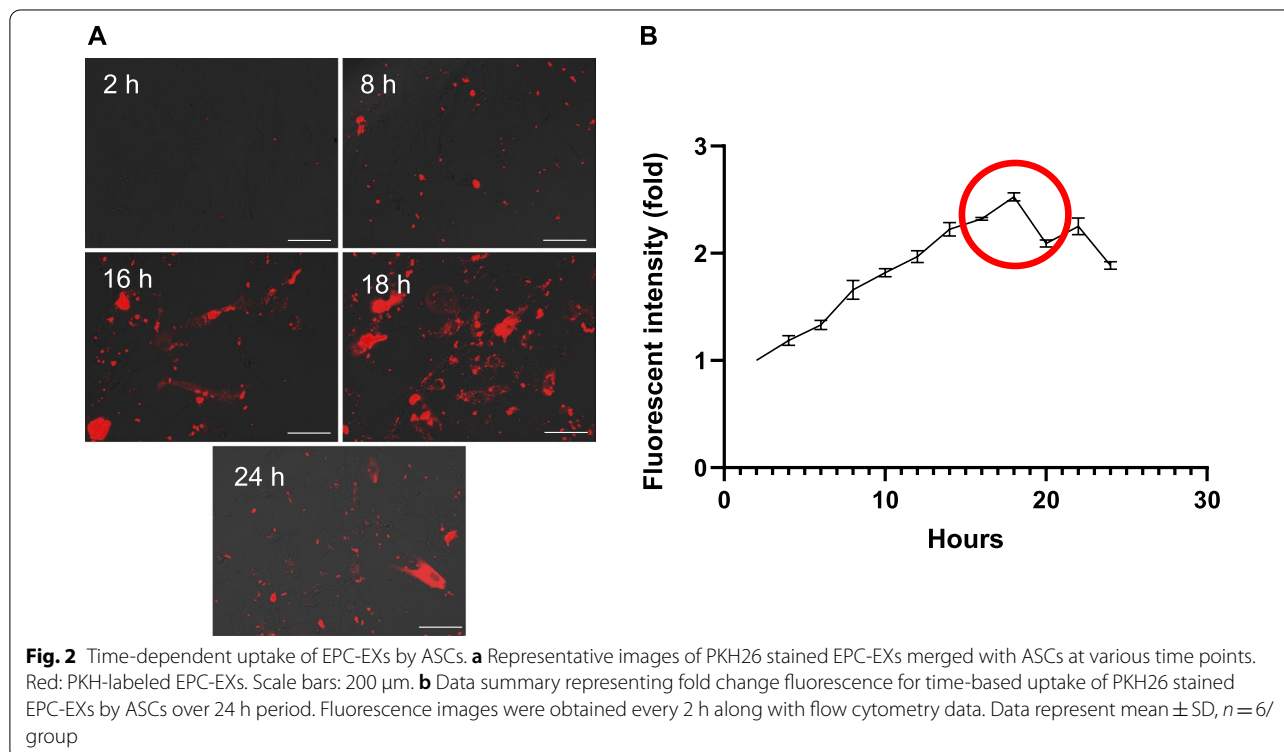 A
2 h
8 h
16 h
18 h
24 h
B
Fluorescent intensity (fold)
3
2
1
0
0
10
20
30
Hours
Fig. 2 Time-dependent uptake of EPC-EXs by ASCs. a Representative images of PKH26 stained EPC-EXs merged with ASCs at various time points.
Red: PKH-labeled EPC-EXs. Scale bars: 200 µm. b Data summary representing fold change fluorescence for time-based uptake of PKH26 stained
EPC-EXs by ASCs over 24 h period. Fluorescence images were obtained every 2 h along with flow cytometry data. Data represent mean ± SD, n = 6/
group